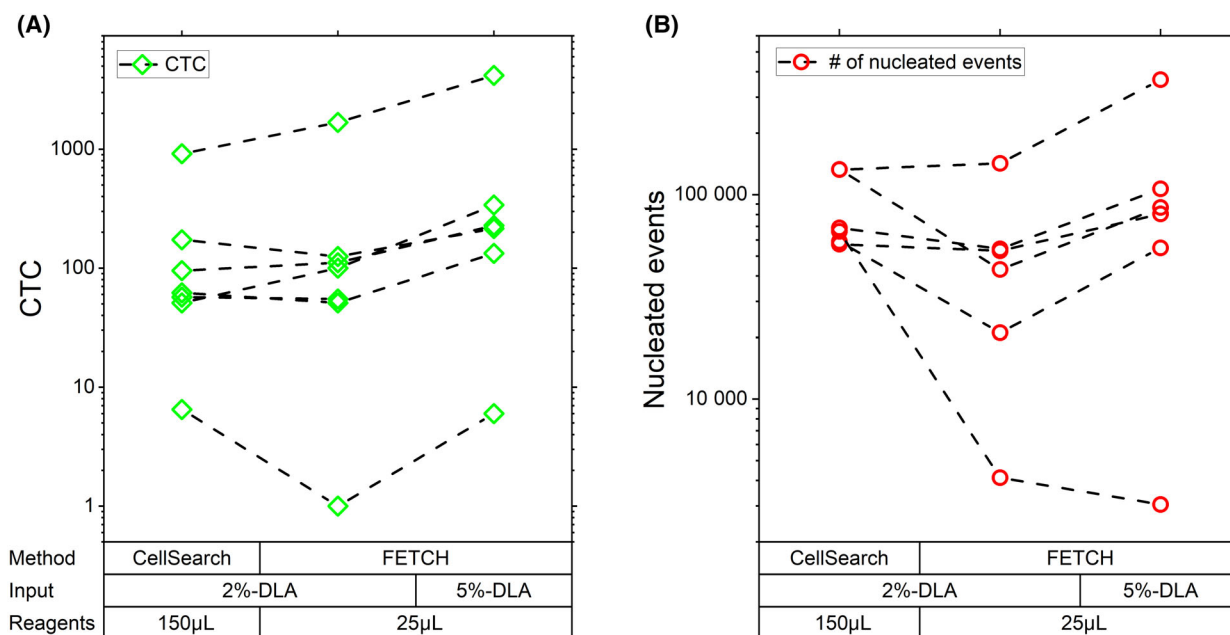 (A)
CTC
1000
100
10
1
CTC
Method
CellSearch
FETCH
Input
2%-DLA
5%-DLA
Reagents
150µL
25µL
(B)
# of nucleated events
100 000
10 000
Nucleated events
CellSearch
FETCH
2%-DLA
5%-DLA
150µL
25µL